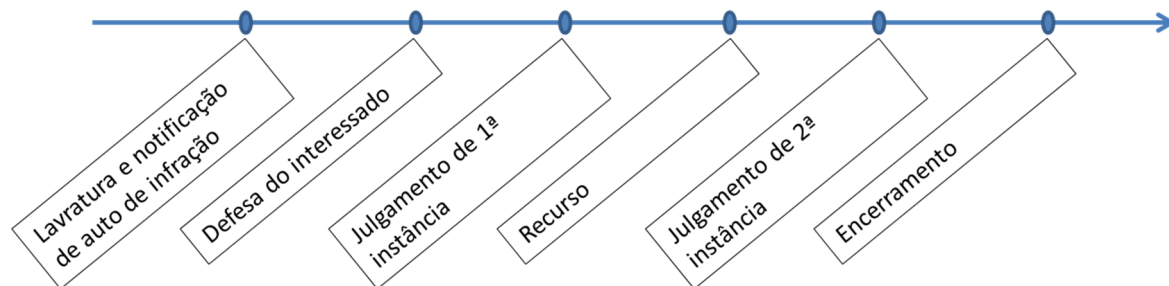 Lavratura e notificação
de auto de infração
Defesa do interessado
Julgamento de 1ª
instância
Recurso
Julgamento de 2ª
instância
Encerramento